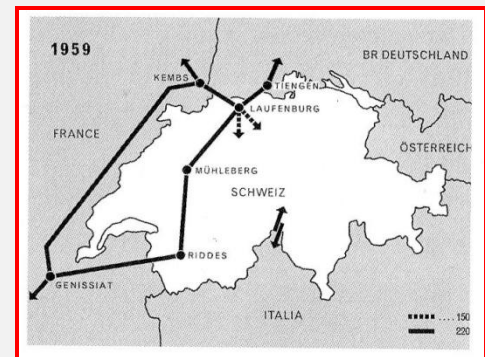 1959
BR DEUTSCHLAND
KEMBS
TIENGEN
LAUFENBURG
FRANCE
ÖSTERREICH
MÜHLEBERG
SCHWEIZ
RIDDES
GENISSIAT
ITALIA
.... 150
220